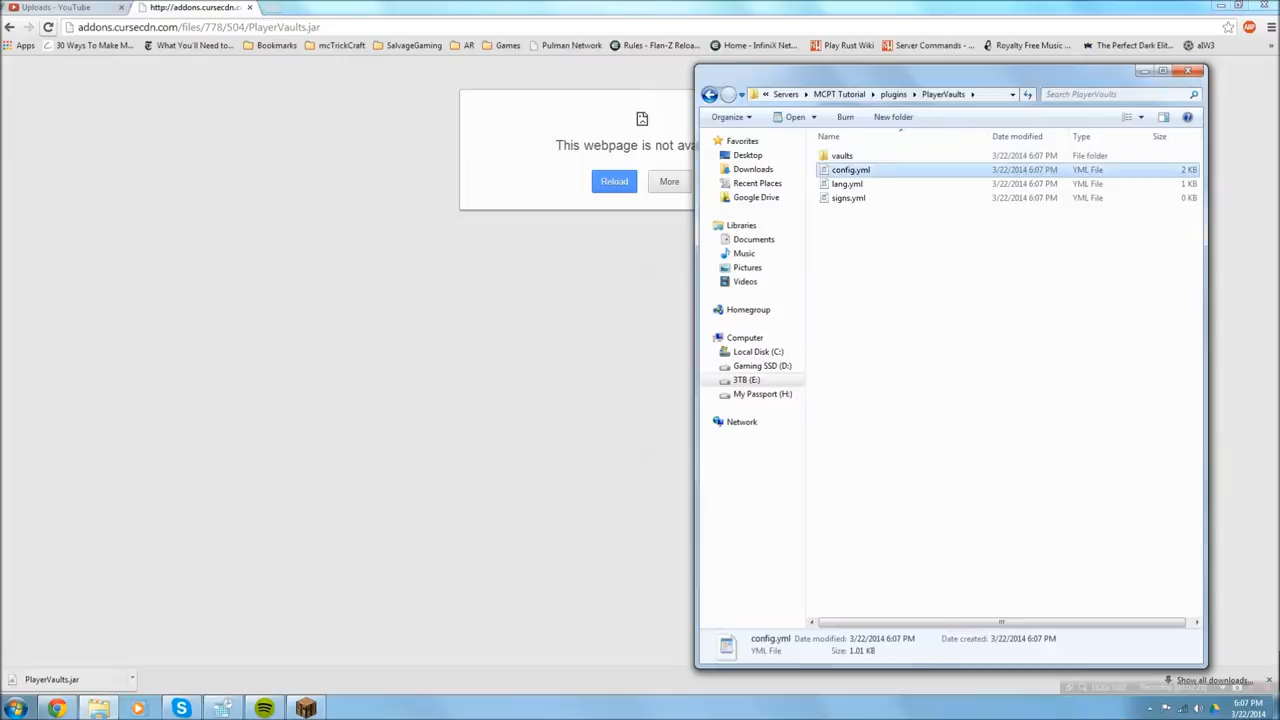 Uploads - YouTube
http://addons.cursecdn.c
addons.cursecdn.com/files/778/504/PlayerVaults.jar
Apps
30 Ways To Make M...
What You'll Need to...
Bookmarks
mcTrickCraft
SalvageGaming
AR
Games
Pulman Network
Rules - Flan-Z Reloa...
Home - InfiniX Net...
Play Rust Wiki
Server Commands - ...
Royalty Free Music ...
The Perfect Dark Elit...
aIW3
This webpage is not ava
Reload
More
« Servers ▸ MCPT Tutorial ▸ plugins ▸ PlayerVaults ▸
Search PlayerVaults
Organize
Open
Burn
New folder
Name
Date modified
Type
Size
Favorites
Desktop
Downloads
Recent Places
Google Drive
Libraries
Documents
Music
Pictures
Videos
Homegroup
Computer
Local Disk (C:)
Gaming SSD (D:)
3TB (E:)
My Passport (H:)
Network
vaults 3/22/2014 6:07 PM File folder
config.yml 3/22/2014 6:07 PM YML File 2 KB
lang.yml 3/22/2014 6:07 PM YML File 1 KB
signs.yml 3/22/2014 6:07 PM YML File 0 KB
config.yml Date modified: 3/22/2014 6:07 PM Date created: 3/22/2014 6:07 PM
YML File Size: 1.01 KB
PlayerVaults.jar
Show all downloads...
6:07 PM
3/22/2014